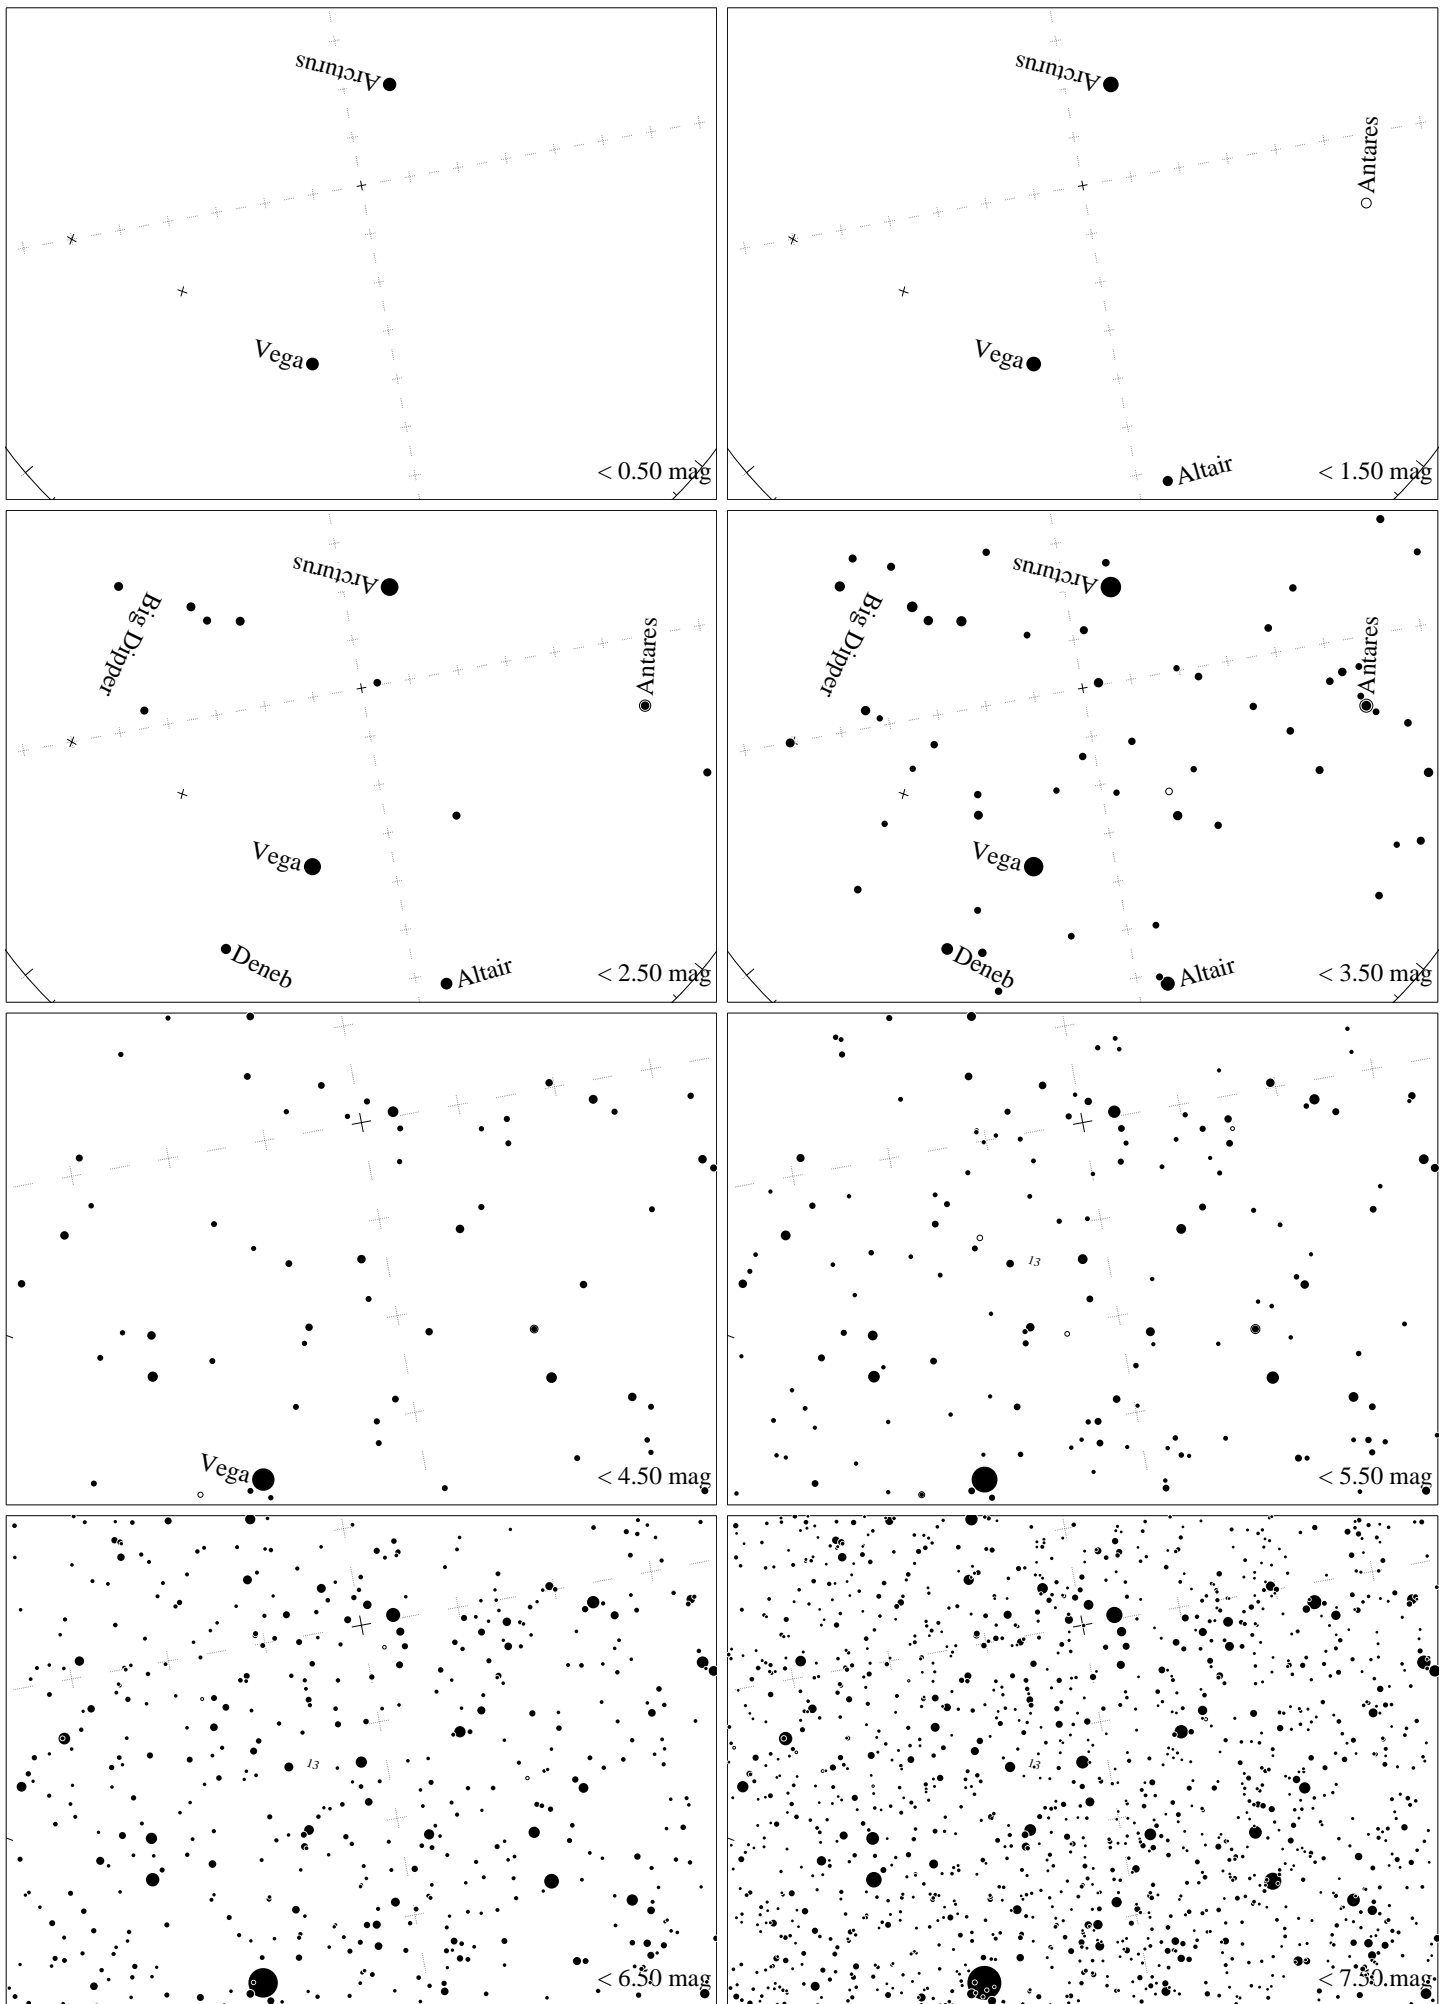 Arcturus
Vega
< 0.50 mag
Arcturus
Antares
Vega
Altair
< 1.50 mag
Arcturus
Big Dipper
Antares
Vega
Deneb
Altair
< 2.50 mag
Arcturus
Big Dipper
Antares
Vega
Deneb
Altair
< 3.50 mag
Vega
< 4.50 mag
13
< 5.50 mag
13
< 6.50 mag
13
< 7.50 mag